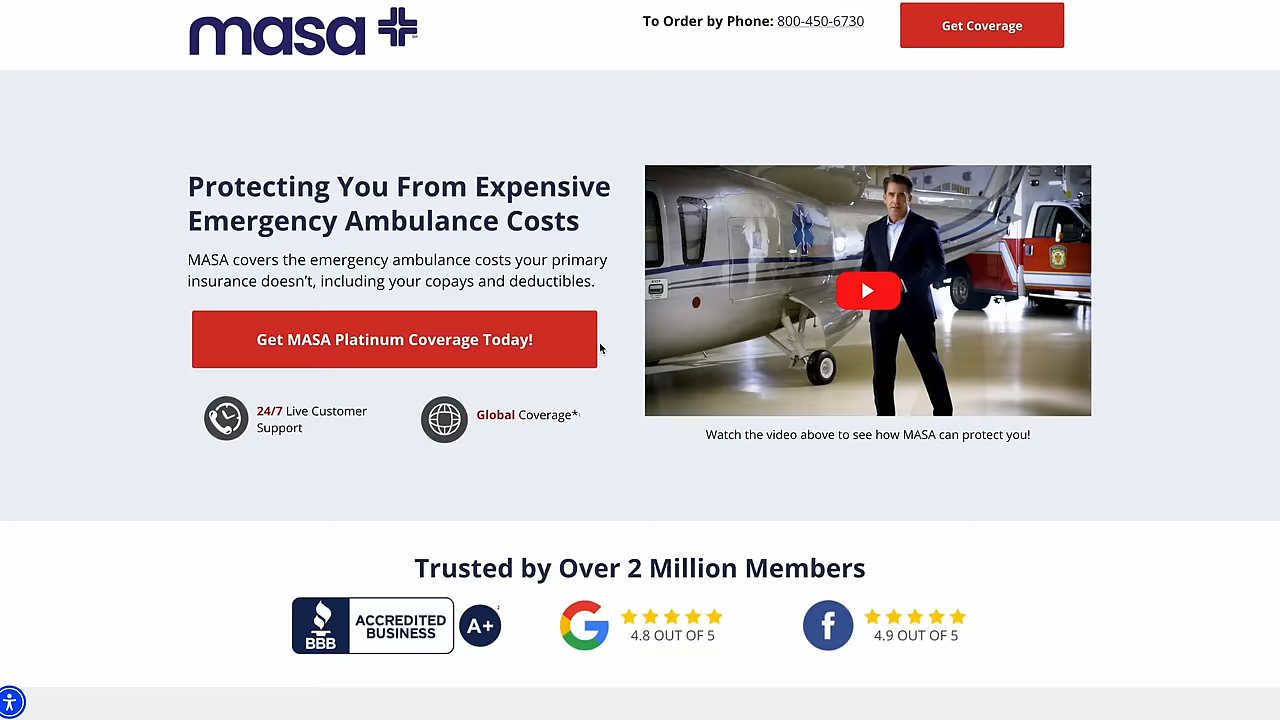 masa
SM
To Order by Phone: 800-450-6730
Get Coverage
Protecting You From Expensive
Emergency Ambulance Costs
MASA covers the emergency ambulance costs your primary
insurance doesn't, including your copays and deductibles.
Get MASA Platinum Coverage Today!
24/7 Live Customer
Support
Global Coverage*
Watch the video above to see how MASA can protect you!
Trusted by Over 2 Million Members
BBB
ACCREDITED
BUSINESS
A+
2
4.8 OUT OF 5
4.9 OUT OF 5